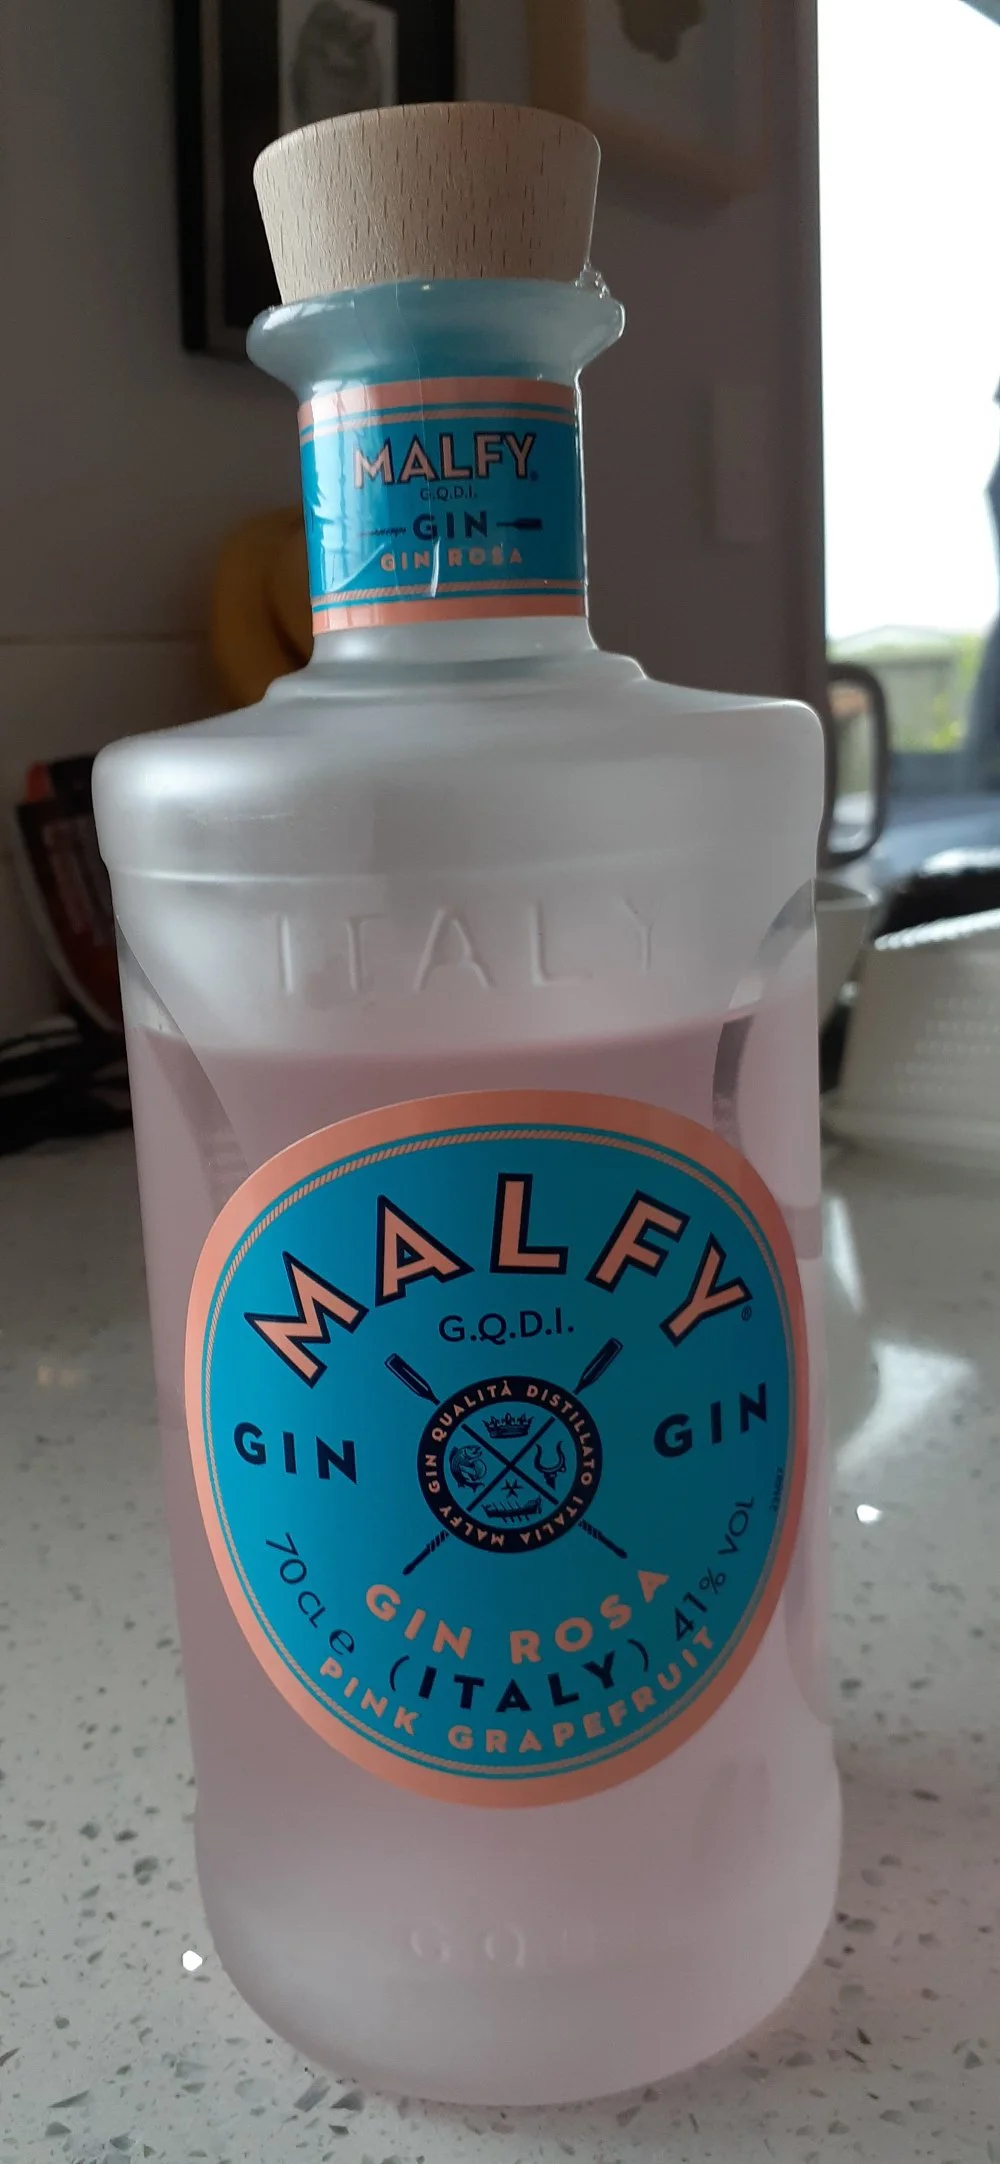 MALFY®
G.Q.D.I.
GIN
GIN ROSA
ITALY
MALFY®
G.Q.D.I.
GIN GIN
MALFY GIN QUALITÀ DISTILLATO ITALIA
70CL e
41% VOL
GIN ROSA
(ITALY)
PINK GRAPEFRUIT